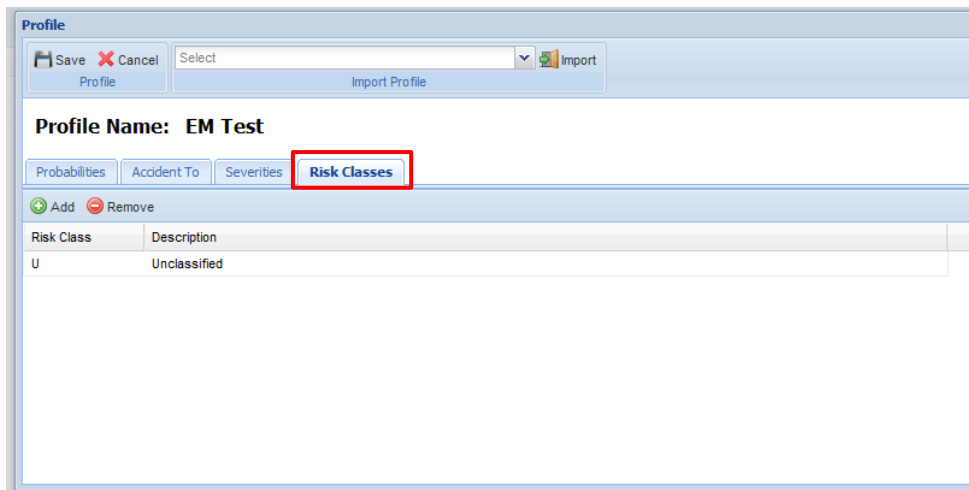 Profile
Save Cancel Select Import
Profile Import Profile
Profile Name: EM Test
Probabilities Accident To Severities Risk Classes
Add Remove
Risk Class Description
U Unclassified